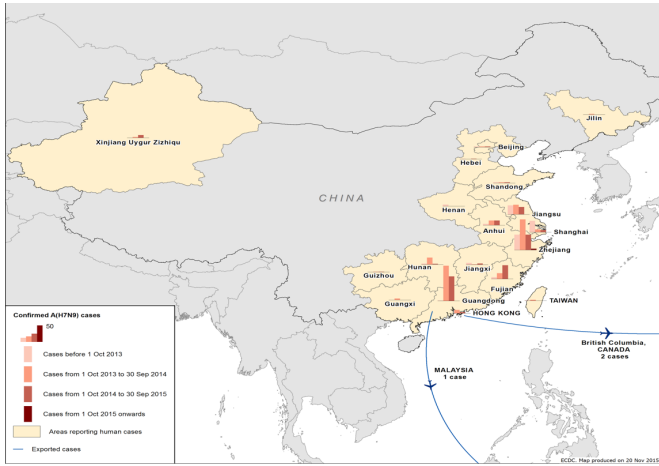 Xinjiang Uygur Zizhiqu
Jilin
Beijing
Hebei
Shandong
CHINA
Henan
Jiangsu
Anhui
Shanghai
Zhejiang
Hunan
Jiangxi
Guizhou
Fujian
Guangxi
Guangdong
TAIWAN
HONG KONG
British Columbia,
CANADA
2 cases
MALAYSIA
1 case
Confirmed A(H7N9) cases
50
Cases before 1 Oct 2013
Cases from 1 Oct 2013 to 30 Sep 2014
Cases from 1 Oct 2014 to 30 Sep 2015
Cases from 1 Oct 2015 onwards
Areas reporting human cases
Exported cases
ECDC. Map produced on 20 Nov 2015